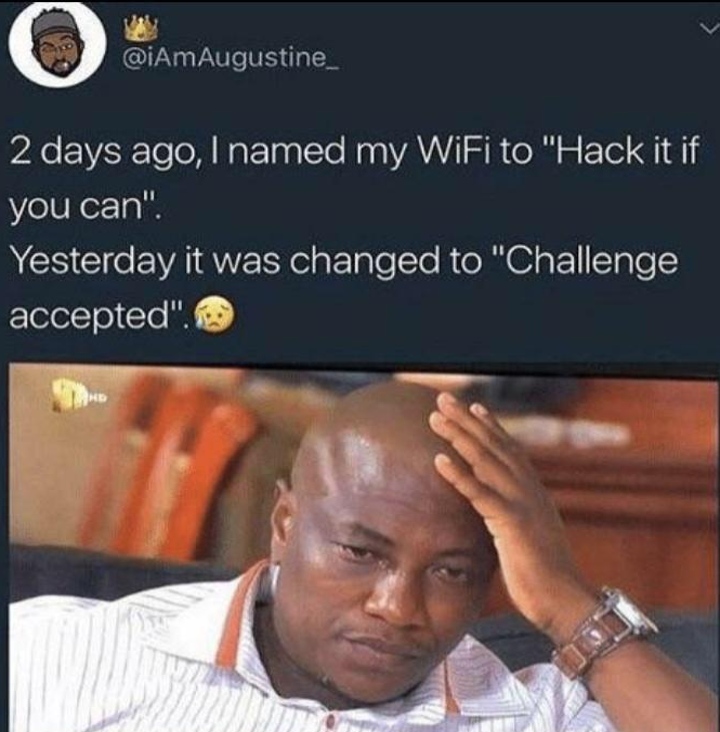 @iAmAugustine_
2 days ago, I named my WiFi to "Hack it if
you can".
Yesterday it was changed to "Challenge
accepted".😥
HD